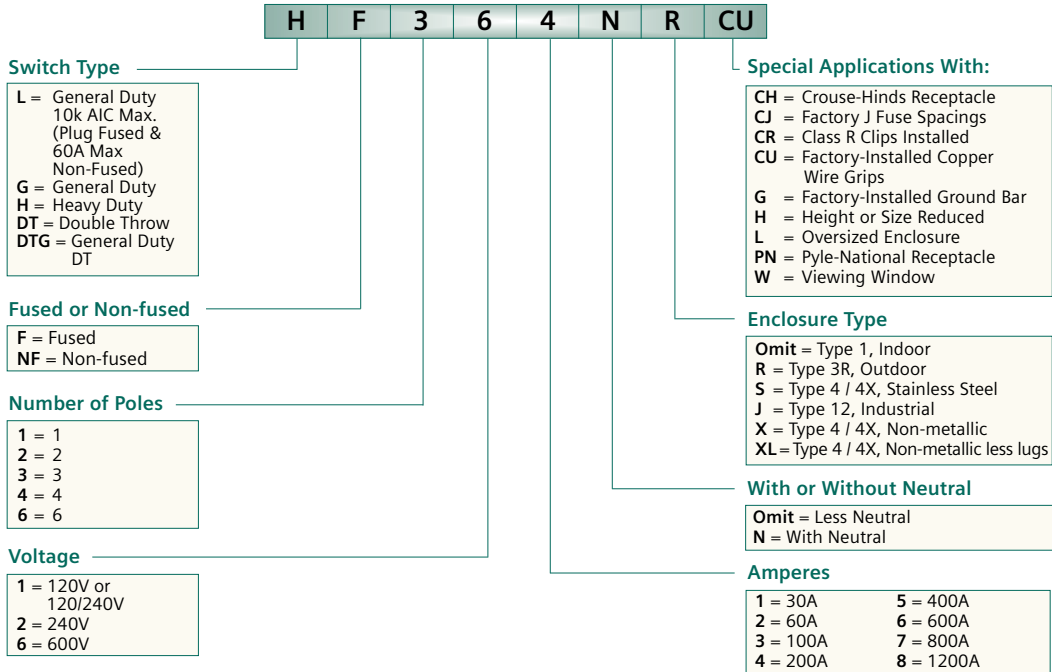 H F 3 6 4 N R CU
Switch Type
L = General Duty
10k AIC Max.
(Plug Fused &
60A Max
Non-Fused)
G = General Duty
H = Heavy Duty
DT = Double Throw
DTG = General Duty
DT
Fused or Non-fused
F = Fused
NF = Non-fused
Number of Poles
1 = 1
2 = 2
3 = 3
4 = 4
6 = 6
Voltage
1 = 120V or
120/240V
2 = 240V
6 = 600V
Special Applications With:
CH = Crouse-Hinds Receptacle
CJ = Factory J Fuse Spacings
CR = Class R Clips Installed
CU = Factory-Installed Copper
Wire Grips
G = Factory-Installed Ground Bar
H = Height or Size Reduced
L = Oversized Enclosure
PN = Pyle-National Receptacle
W = Viewing Window
Enclosure Type
Omit = Type 1, Indoor
R = Type 3R, Outdoor
S = Type 4 / 4X, Stainless Steel
J = Type 12, Industrial
X = Type 4 / 4X, Non-metallic
XL = Type 4 / 4X, Non-metallic less lugs
With or Without Neutral
Omit = Less Neutral
N = With Neutral
Amperes
1 = 30A 5 = 400A
2 = 60A 6 = 600A
3 = 100A 7 = 800A
4 = 200A 8 = 1200A